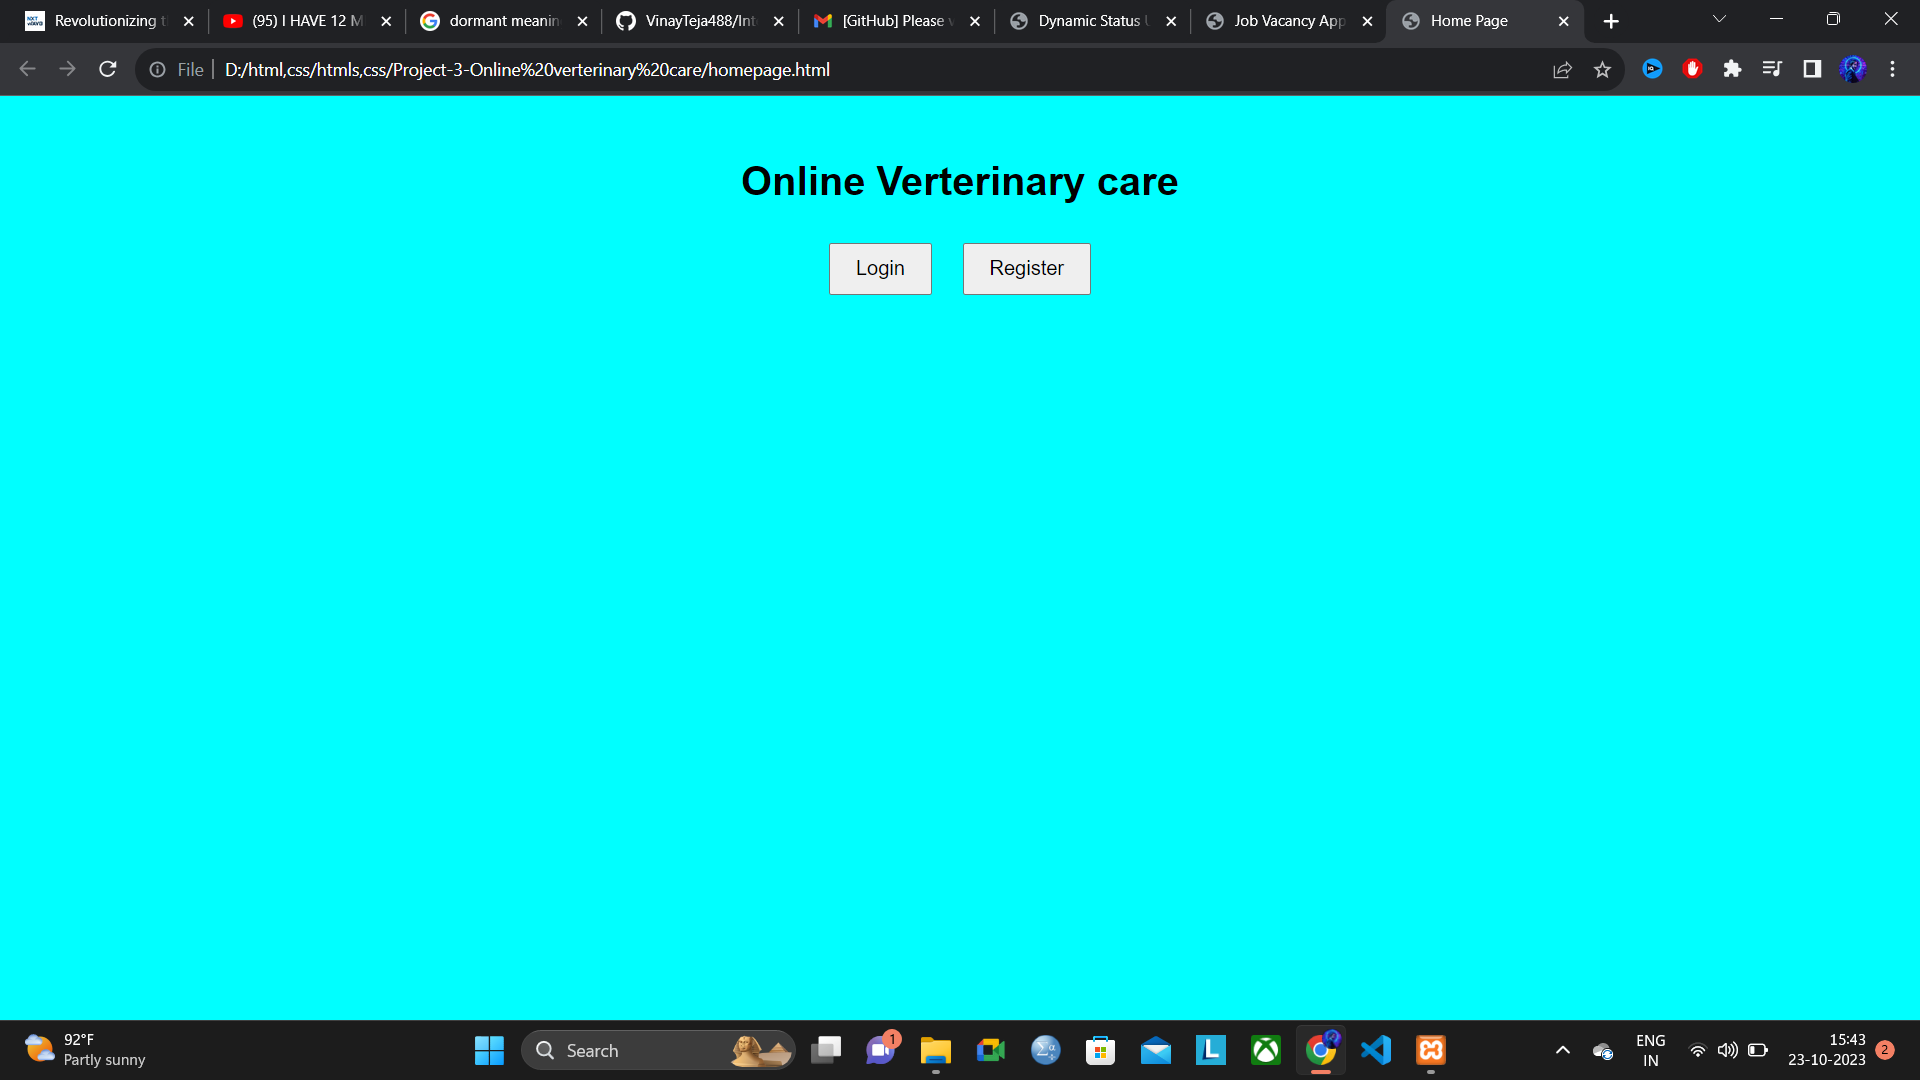 Revolutionizing t
(95) I HAVE 12 M
dormant meanin
VinayTeja488/Int
[GitHub] Please v
Dynamic Status U
Job Vacancy App
Home Page
File
D:/html,css/htmls,css/Project-3-Online%20verterinary%20care/homepage.html
Online Verterinary care
Login
Register
92°F
Partly sunny
Search
1
ENG
IN
15:43
23-10-2023
2